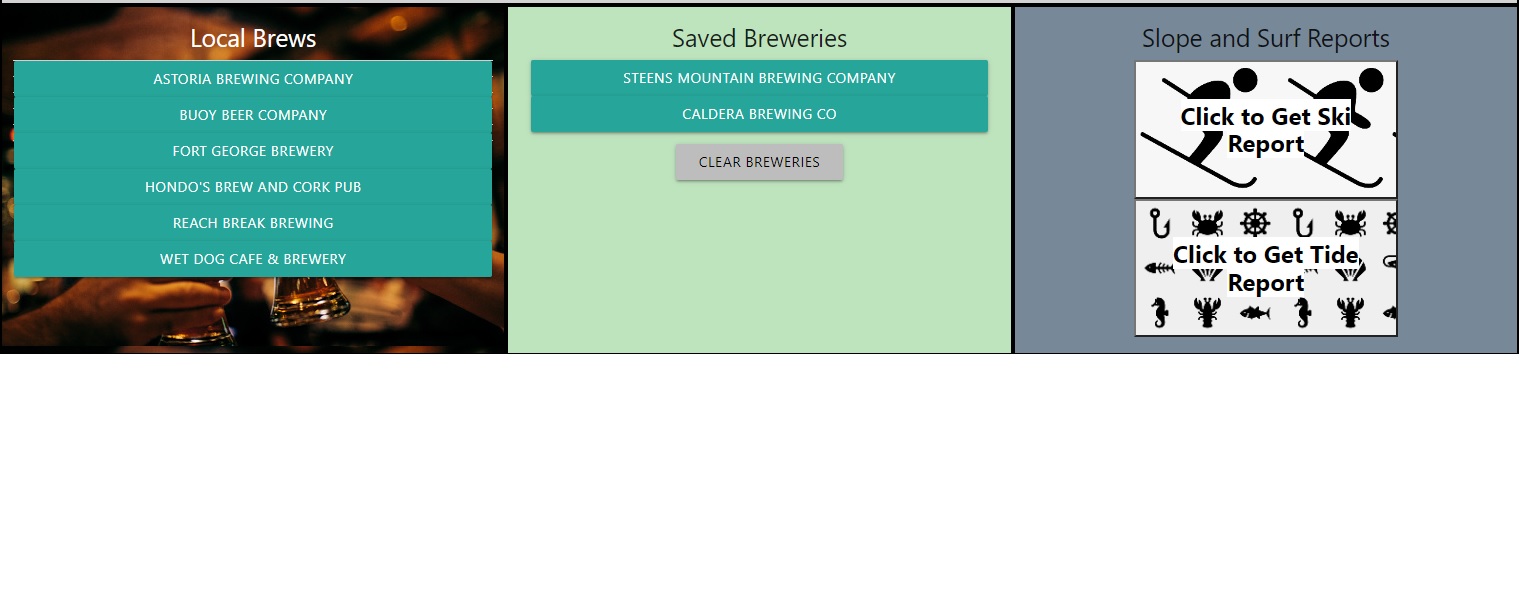 Local Brews
ASTORIA BREWING COMPANY
BUOY BEER COMPANY
FORT GEORGE BREWERY
HONDO'S BREW AND CORK PUB
REACH BREAK BREWING
WET DOG CAFE & BREWERY
Saved Breweries
STEENS MOUNTAIN BREWING COMPANY
CALDERA BREWING CO
CLEAR BREWERIES
Slope and Surf Reports
Click to Get Ski
Report
Click to Get Tide
Report